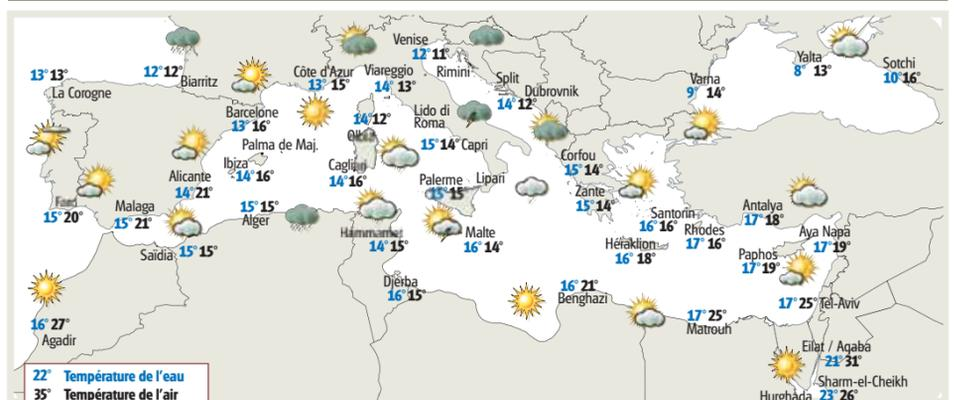 Venise
12° 11°
Yalta
8° 13°
Sotchi
10° 16°
13° 13°
La Corogne
12° 12°
Biarritz
Côte d'Azur
13° 15°
Viareggio
14° 13°
Rimini
Split
14° 12°
Dubrovnik
Varna
9° 14°
Barcelone
13° 16°
14° 12°
Lido di
Roma
15° 14° Capri
Palma de Maj.
Ibiza
14° 16°
Cagliari
14° 16°
Corfou
15° 14°
Alicante
14° 21°
Palerme
15° 15°
Lipari
Zante
15° 14°
Faro
15° 20°
Malaga
15° 21°
15° 15°
Alger
Santorin
16° 16°
Rhodes
17° 16°
Antalya
17° 18°
Saïdia
15° 15°
Hammamet
14° 15°
Malte
16° 14°
Héraklion
16° 18°
Aya Napa
17° 19°
Paphos
17° 19°
Djerba
16° 15°
16° 21°
Benghazi
17° 25° Tel-Aviv
17° 25°
Matrouh
16° 27°
Agadir
Eilat / Aqaba
21° 31°
Sharm-el-Cheikh
Hurghada 23° 26°
22° Température de l'eau
35° Température de l'air